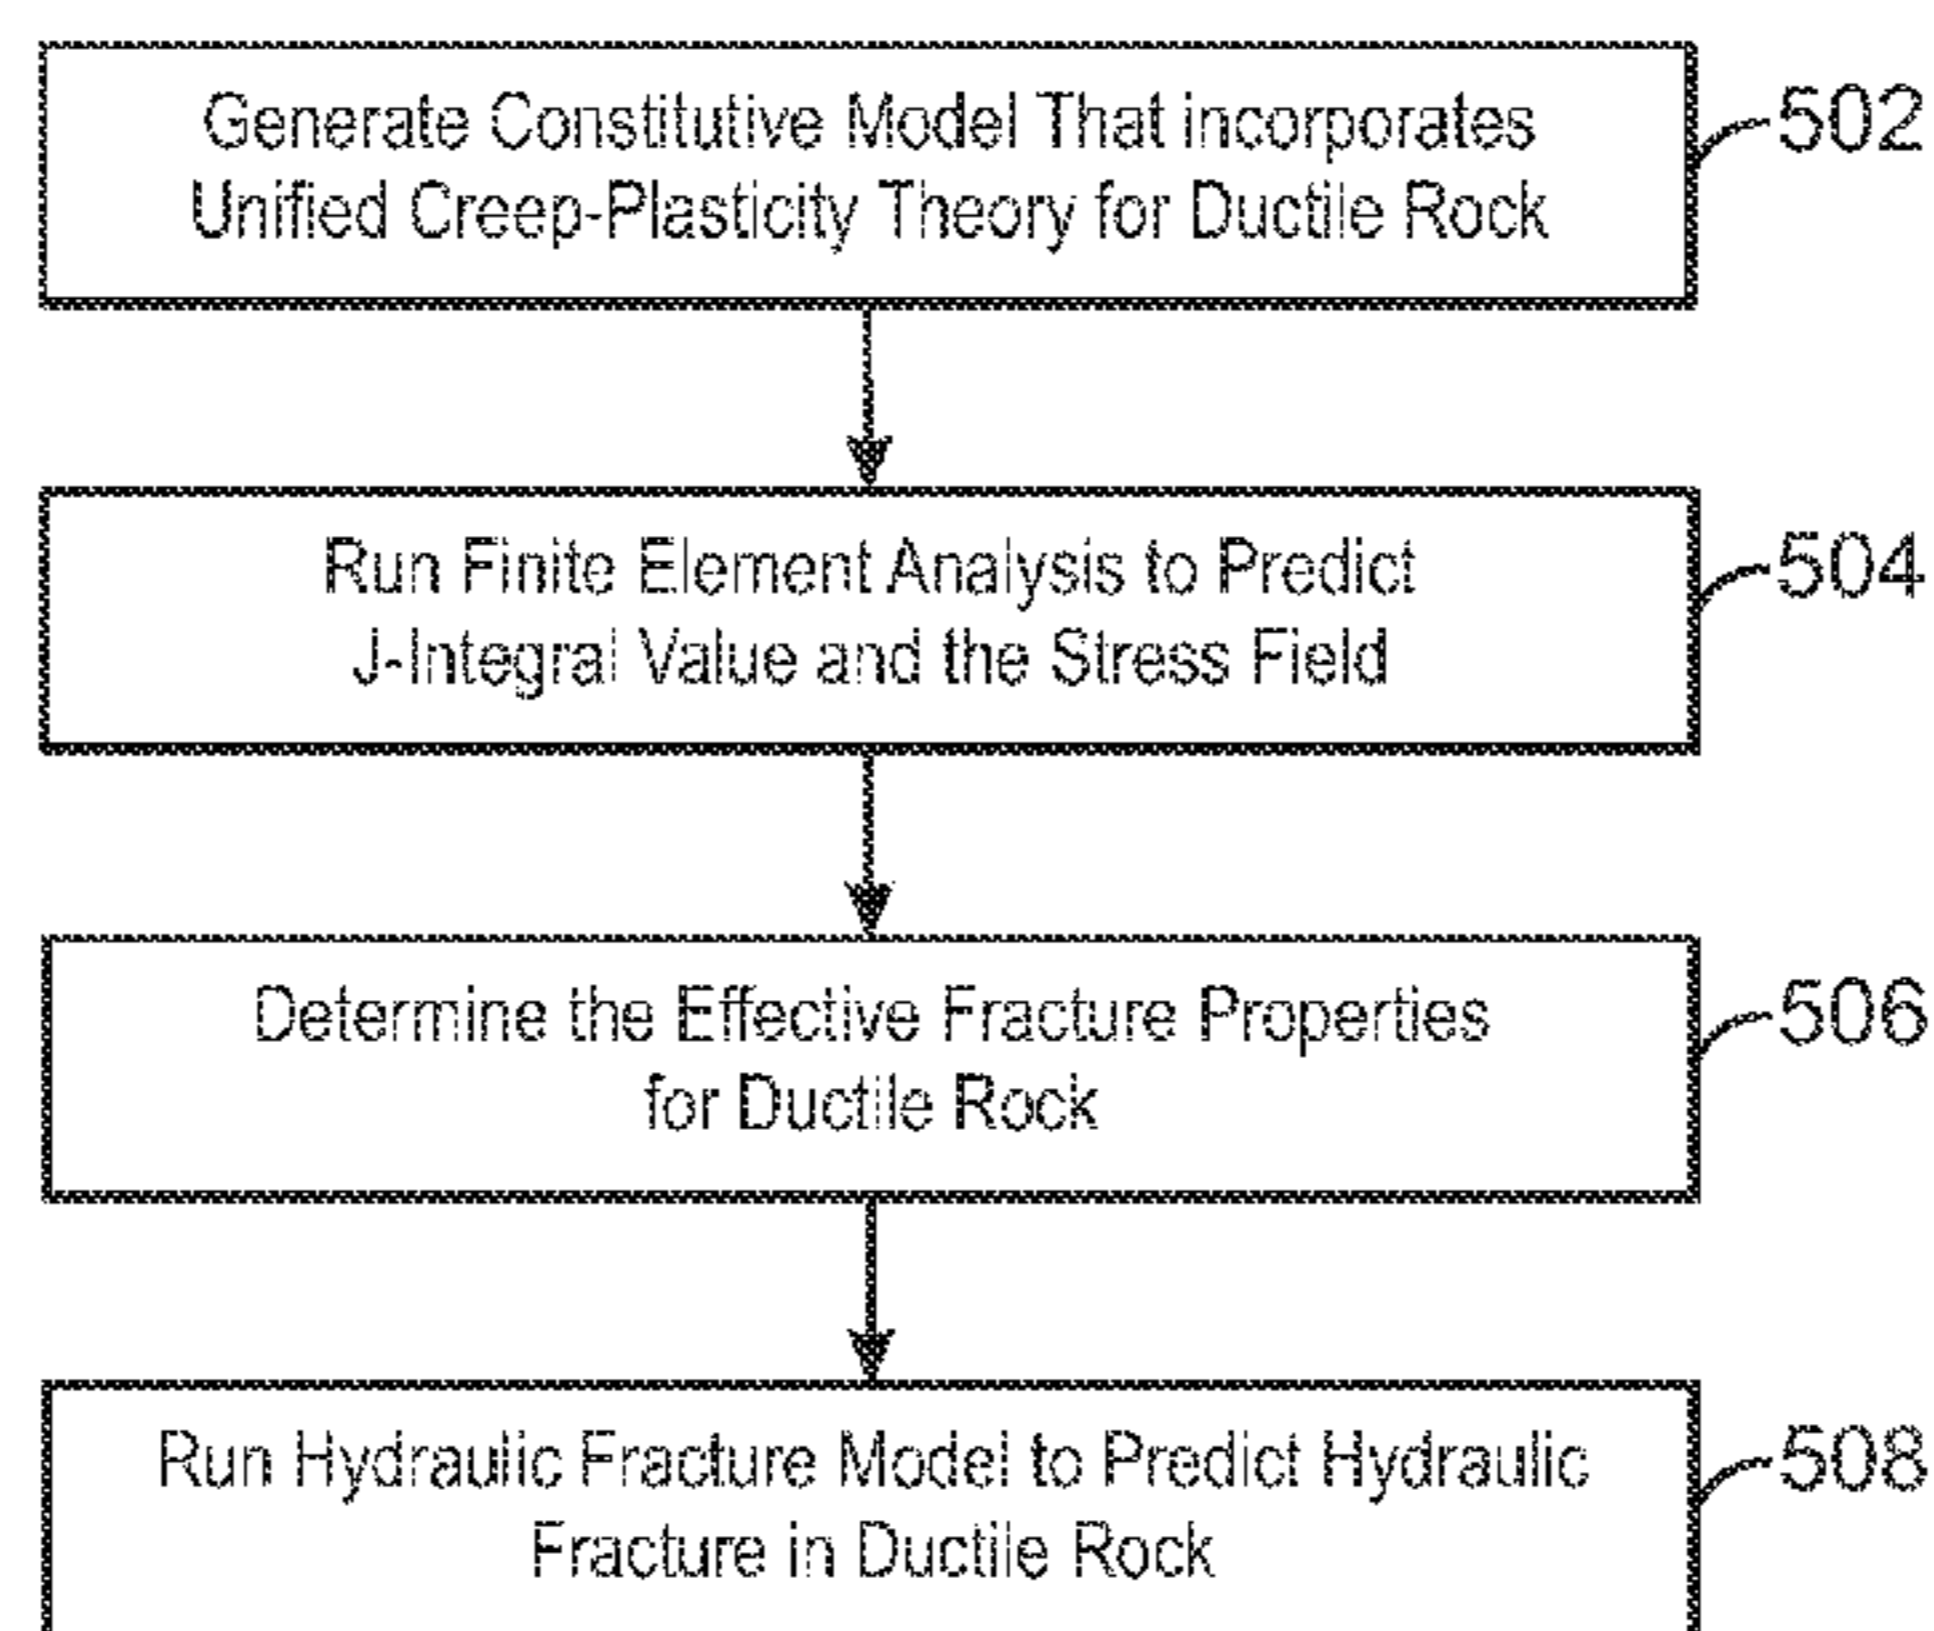 Generate Constitutive Model That incorporates
Unified Creep-Plasticity Theory for Ductile Rock
502
Run Finite Element Analysis to Predict
J-Integral Value and the Stress Field
504
Determine the Effective Fracture Properties
for Ductile Rock
506
Run Hydraulic Fracture Model to Predict Hydraulic
Fracture in Ductile Rock
508